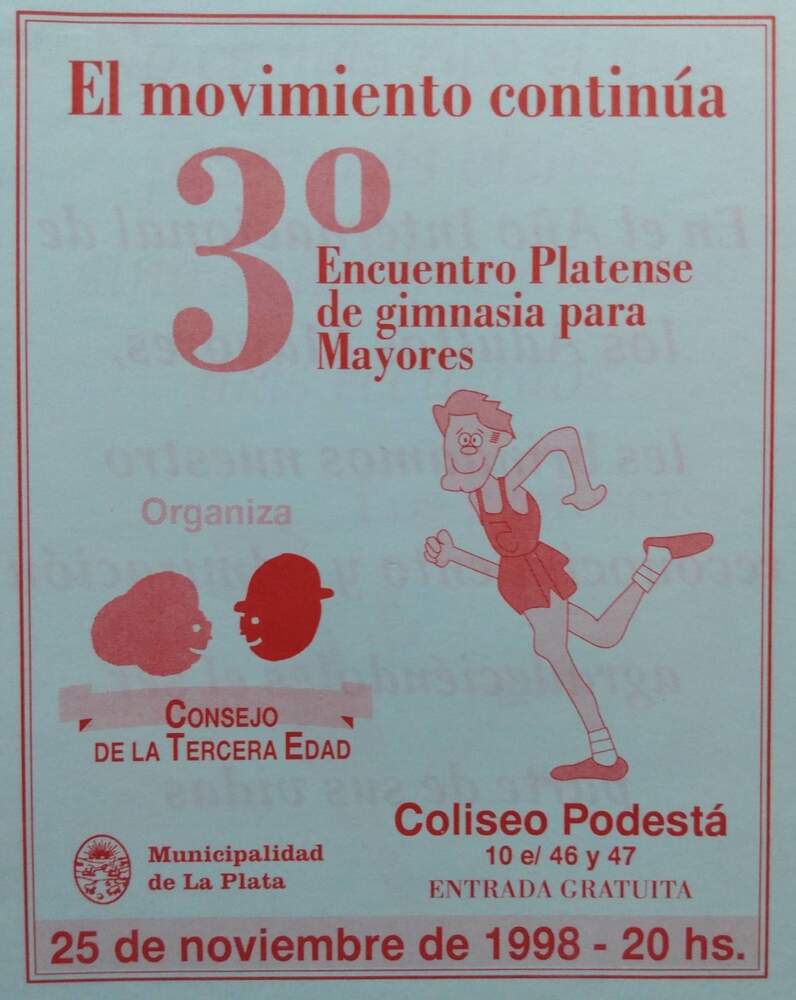 El movimiento continúa
3º
Encuentro Platense
de gimnasia para
Mayores
Organiza
CONSEJO
DE LA TERCERA EDAD
Coliseo Podestá
10 e/ 46 y 47
ENTRADA GRATUITA
Municipalidad
de La Plata
25 de noviembre de 1998 - 20 hs.